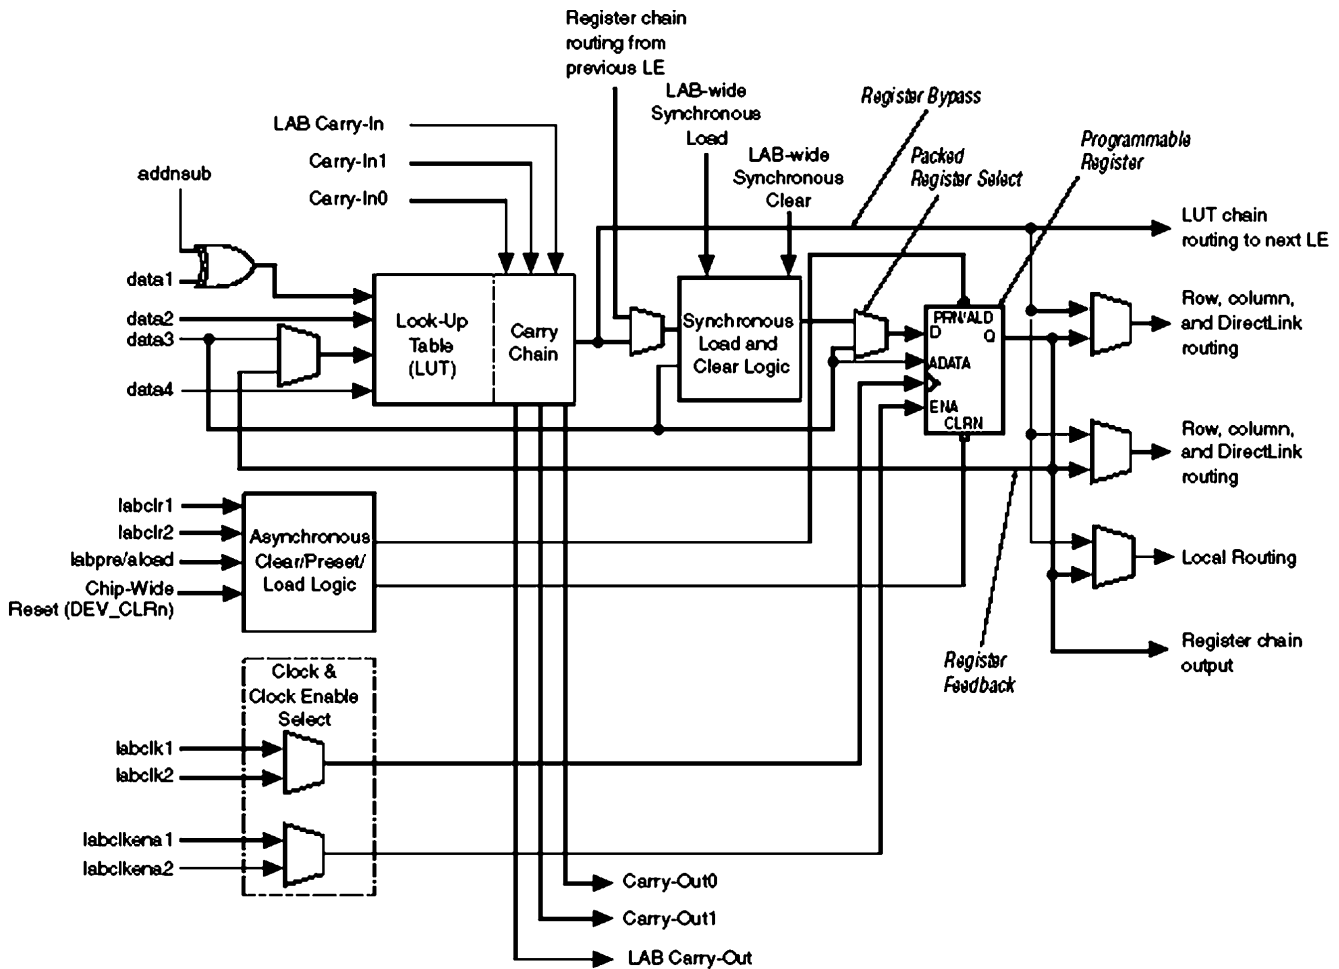 Register chain
routing from
previous LE
LAB-wide
Synchronous
Load
Register Bypass
LAB Carry-In
Carry-In1
Carry-In0
LAB-wide
Synchronous
Clear
Packed
Register Select
Programmable
Register
addnsub
data1
data2
data3
data4
LUT chain
routing to next LE
Look-Up
Table
(LUT)
Carry
Chain
Synchronous
Load and
Clear Logic
PRN/ALD
D
Q
ADATA
ENA
CLRN
Row, column,
and DirectLink
routing
Row, column,
and DirectLink
routing
Local Routing
Register chain
output
Register
Feedback
labclr1
labclr2
labpre/aload
Chip-Wide
Reset (DEV_CLRn)
Asynchronous
Clear/Preset/
Load Logic
Clock &
Clock Enable
Select
labclk1
labclk2
labclkena1
labclkena2
Carry-Out0
Carry-Out1
LAB Carry-Out